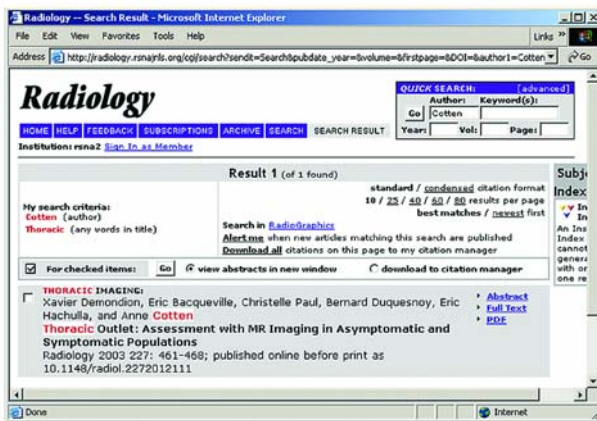 Radiology -- Search Result - Microsoft Internet Explorer
File Edit View Favorites Tools Help Links »
Address http://radiology.rsnajnls.org/cgi/search?sendit=Search&pubdate_year=&volume=&firstpage=&DOI=&author1=Cotten Go
Radiology
QUICK SEARCH: [advanced]
Author: Keyword(s):
Go Cotten
Year: Vol: Page:
HOME HELP FEEDBACK SUBSCRIPTIONS ARCHIVE SEARCH SEARCH RESULT
Institution: rsna2 Sign In as Member
Result 1 (of 1 found)
My search criteria:
Cotten (author)
Thoracic (any words in title)
standard / condensed citation format
10 / 25 / 40 / 60 / 80 results per page
best matches / newest first
Search in RadioGraphics
Alert me when new articles matching this search are published
Download all citations on this page to my citation manager
Subje
Index
In
In
An Ins
Index
cannot
genera
with or
one re
For checked items: Go view abstracts in new window download to citation manager
THORACIC IMAGING:
Xavier Demondion, Eric Bacqueville, Christelle Paul, Bernard Duquesnoy, Eric
Hachulla, and Anne Cotten
Thoracic Outlet: Assessment with MR Imaging in Asymptomatic and
Symptomatic Populations
Radiology 2003 227: 461-468; published online before print as
10.1148/radiol.2272012111
Abstract
Full Text
PDF
Done Internet